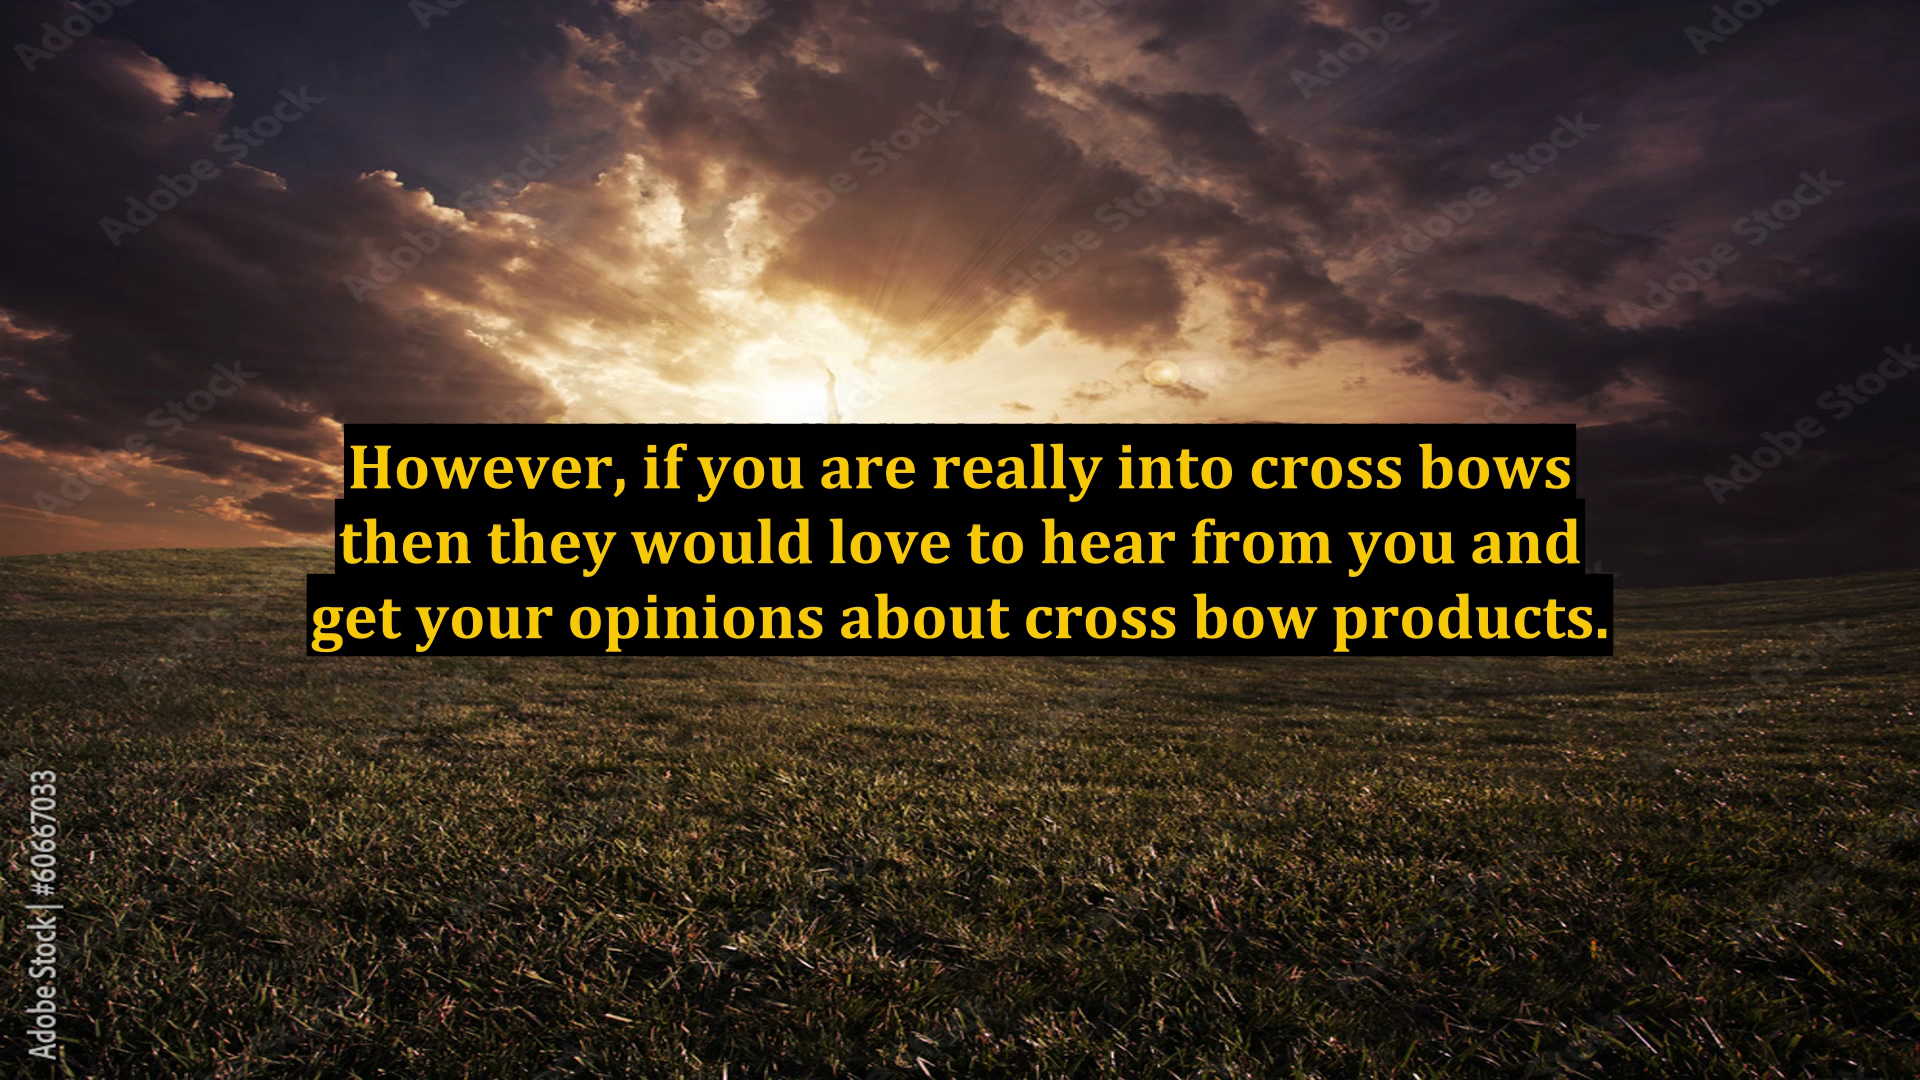 However, if you are really into cross bows
then they would love to hear from you and
get your opinions about cross bow products.
Adobe Stock | #60667033